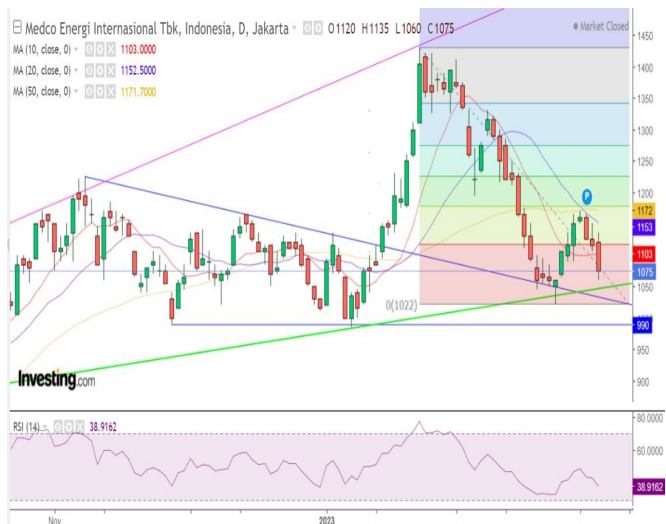 Medco Energi Internasional Tbk, Indonesia, D, Jakarta O1120 H1135 L1060 C1075
Market Closed
MA (10, close, 0) 1103.0000
MA (20, close, 0) 1152.5000
MA (50, close, 0) 1171.7000
1450
1400
1350
1300
1250
1200
P
1172
1153
1103
1075
1050
0(1022)
1000
990
950
900
Investing.com
RSI (14) 38.9162
80.0000
60.0000
38.9162
Nov
2023